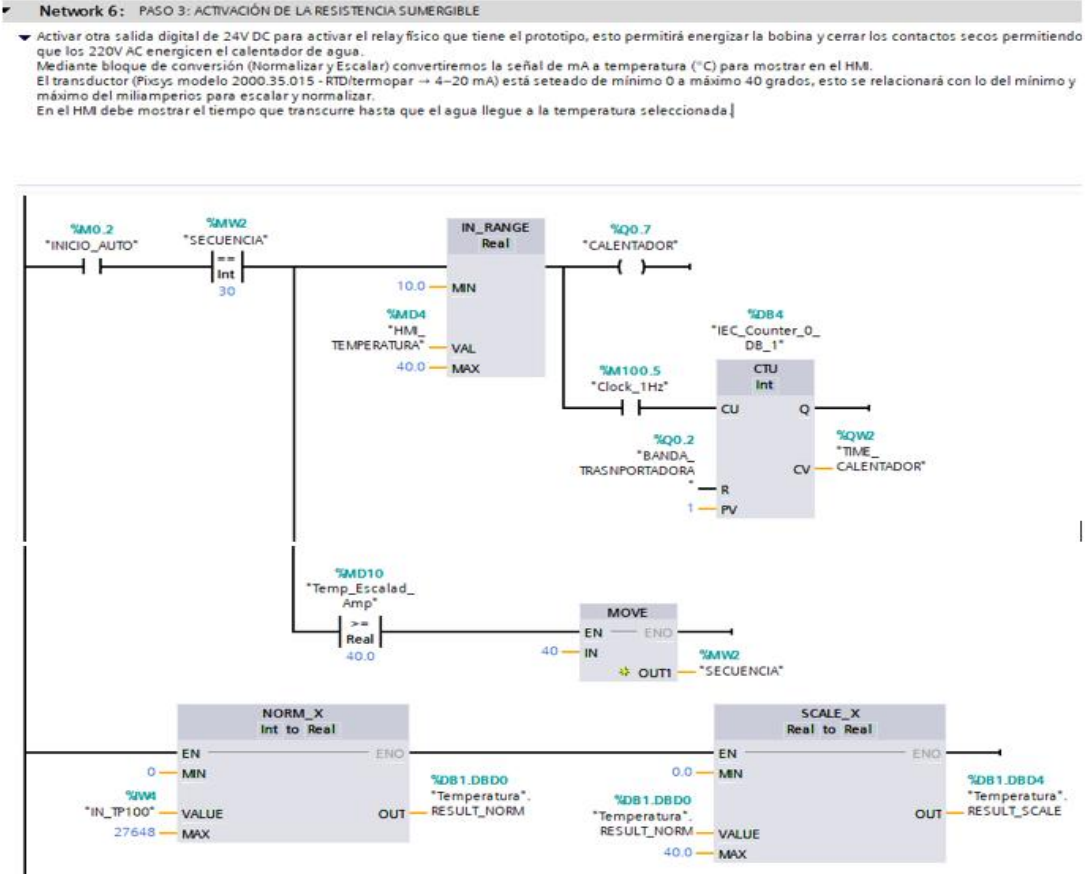 Network 6: PASO 3: ACTIVACIÓN DE LA RESISTENCIA SUMERGIBLE
Activar otra salida digital de 24V DC para activar el relay físico que tiene el prototipo, esto permitirá energizar la bobina y cerrar los contactos secos permitiendo
que los 220V AC energicen el calentador de agua.
Mediante bloque de conversión (Normalizar y Escalar) convertiremos la señal de mA a temperatura (°C) para mostrar en el HMI.
El transductor (Pixsys modelo 2000.35.015 - RTD/termopar → 4–20 mA) está seteado de mínimo 0 a máximo 40 grados, esto se relacionará con lo del mínimo y
máximo del miliamperios para escalar y normalizar.
En el HMI debe mostrar el tiempo que transcurre hasta que el agua llegue a la temperatura seleccionada.
%M0.2
"INICIO_AUTO"
%MW2
"SECUENCIA"
==
Int
30
IN_RANGE
Real
10.0 MIN
%MD4
"HMI_
TEMPERATURA" VAL
40.0 MAX
%Q0.7
"CALENTADOR"
%M100.5
"Clock_1Hz"
%DB4
"IEC_Counter_0_
DB_1"
CTU
Int
CU Q
%Q0.2
"BANDA_
TRASNPORTADORA
"
R
1 PV
%QW2
"TIME_
CV CALENTADOR"
%MD10
"Temp_Escalad_
Amp"
>=
Real
40.0
MOVE
EN ENO
40 IN
%MW2
OUT1 "SECUENCIA"
NORM_X
Int to Real
EN ENO
0 MIN
%IW4
"IN_TP100" VALUE
27648 MAX
%DB1.DBD0
"Temperatura".
OUT RESULT_NORM
SCALE_X
Real to Real
EN ENO
0.0 MIN
%DB1.DBD0
"Temperatura".
RESULT_NORM VALUE
40.0 MAX
%DB1.DBD4
"Temperatura".
OUT RESULT_SCALE